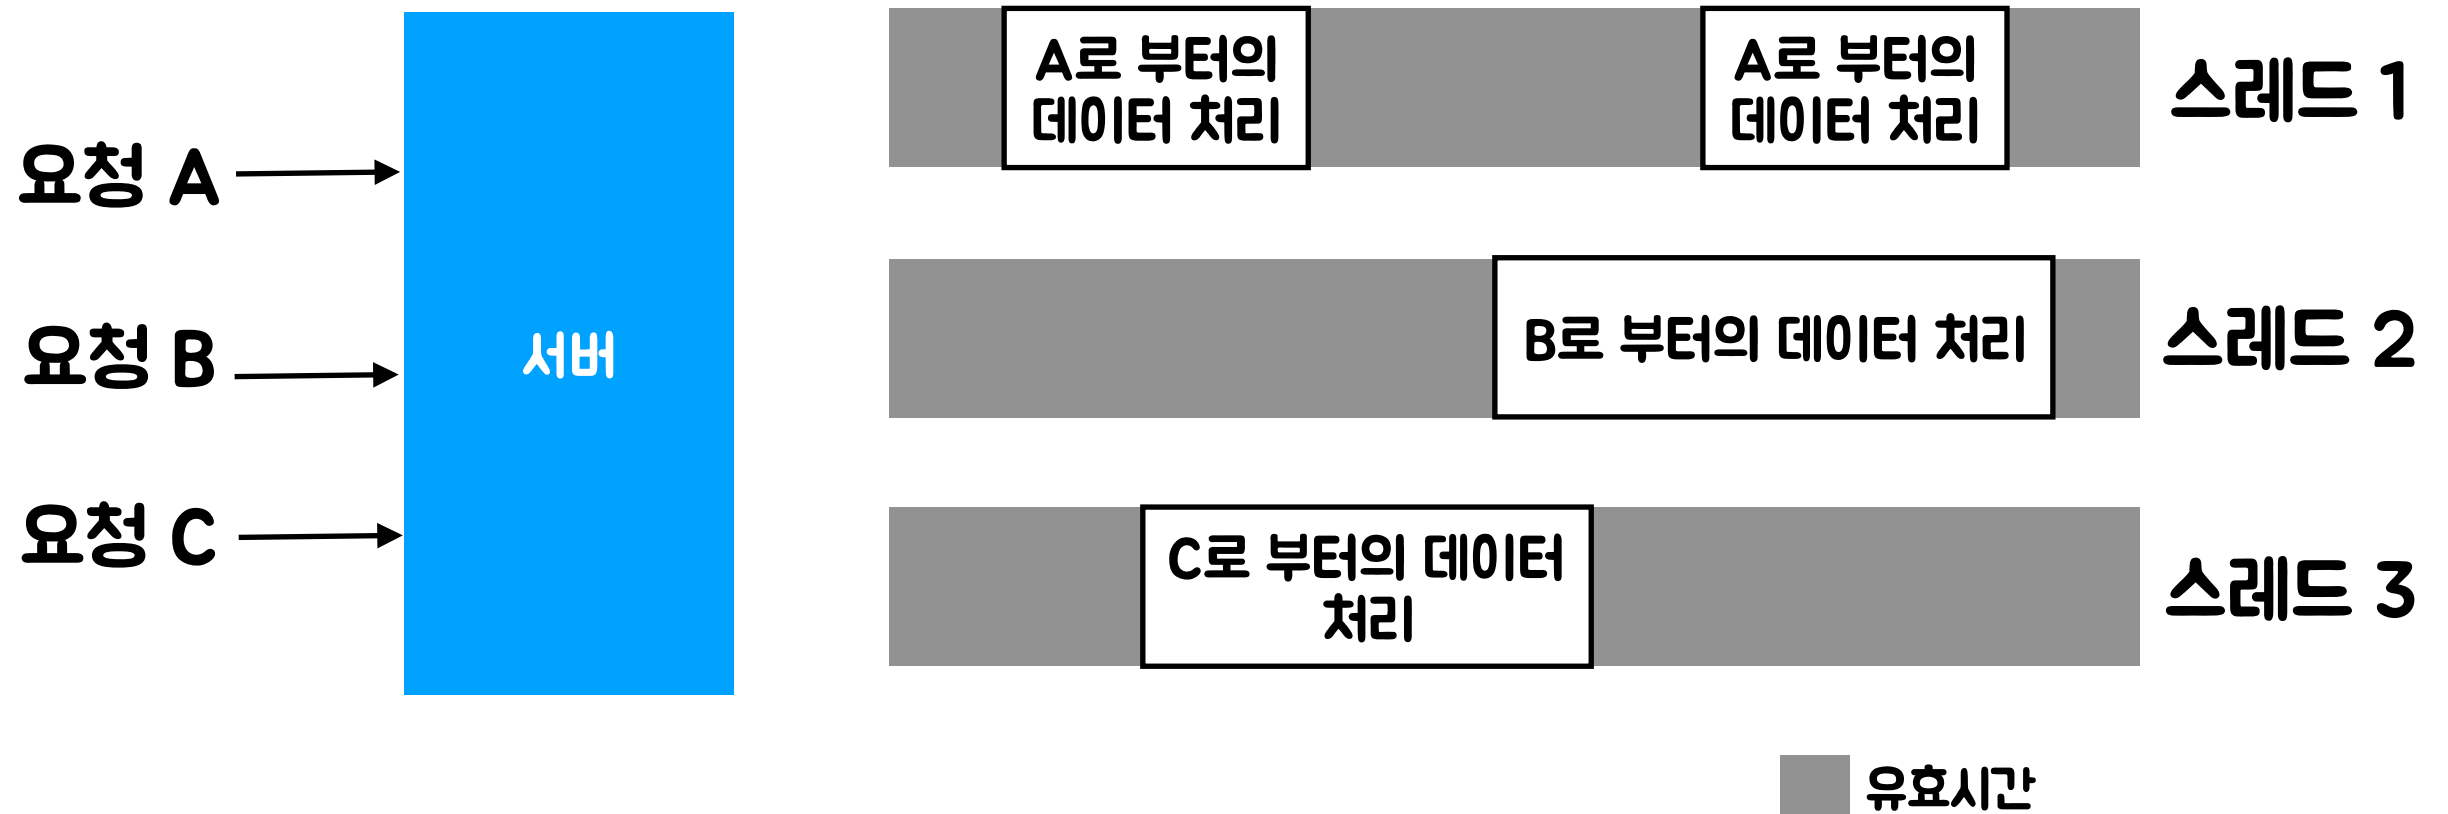 요청 A
요청 B
요청 C
서버
A로 부터의
데이터 처리
A로 부터의
데이터 처리
스레드 1
B로 부터의 데이터 처리
스레드 2
C로 부터의 데이터
처리
스레드 3
유효시간